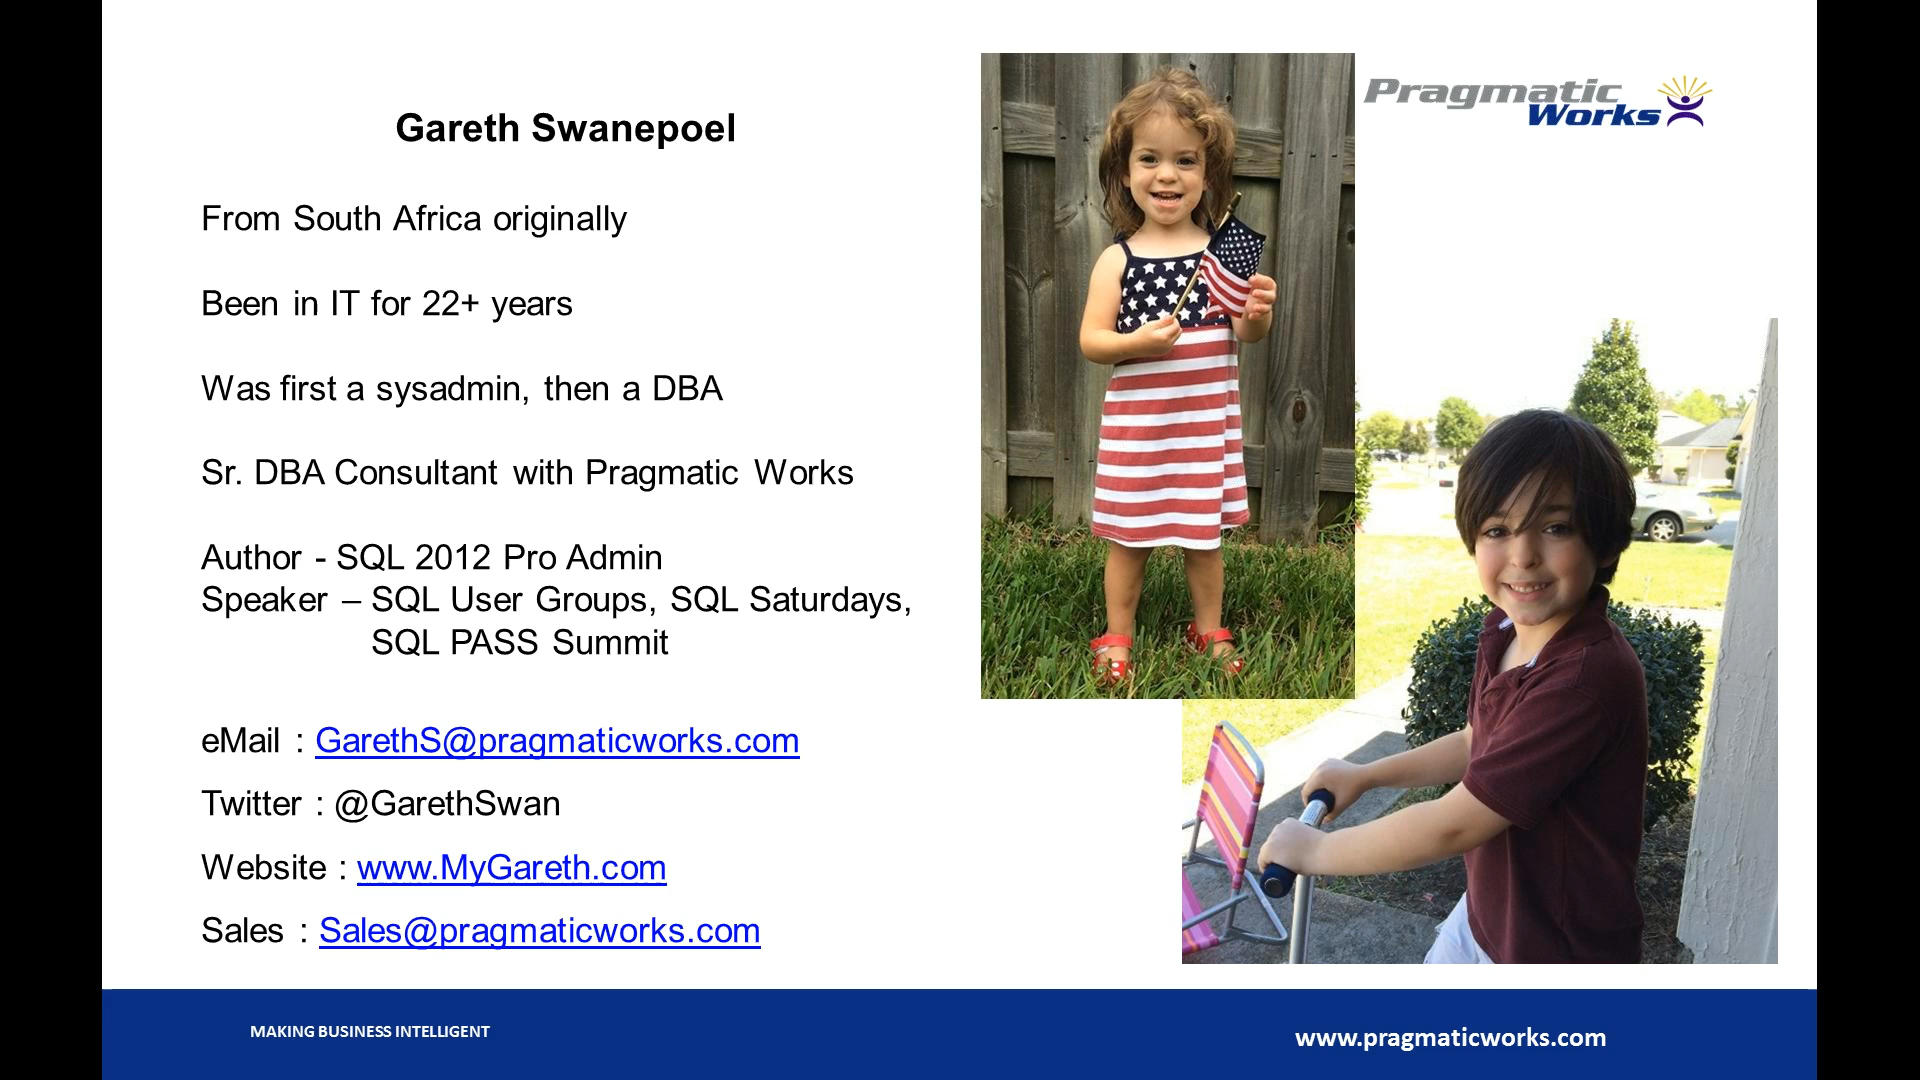 Pragmatic
Works
Gareth Swanepoel
From South Africa originally
Been in IT for 22+ years
Was first a sysadmin, then a DBA
Sr. DBA Consultant with Pragmatic Works
Author - SQL 2012 Pro Admin
Speaker – SQL User Groups, SQL Saturdays,
SQL PASS Summit
eMail : GarethS@pragmaticworks.com
Twitter : @GarethSwan
Website : www.MyGareth.com
Sales : Sales@pragmaticworks.com
MAKING BUSINESS INTELLIGENT
www.pragmaticworks.com